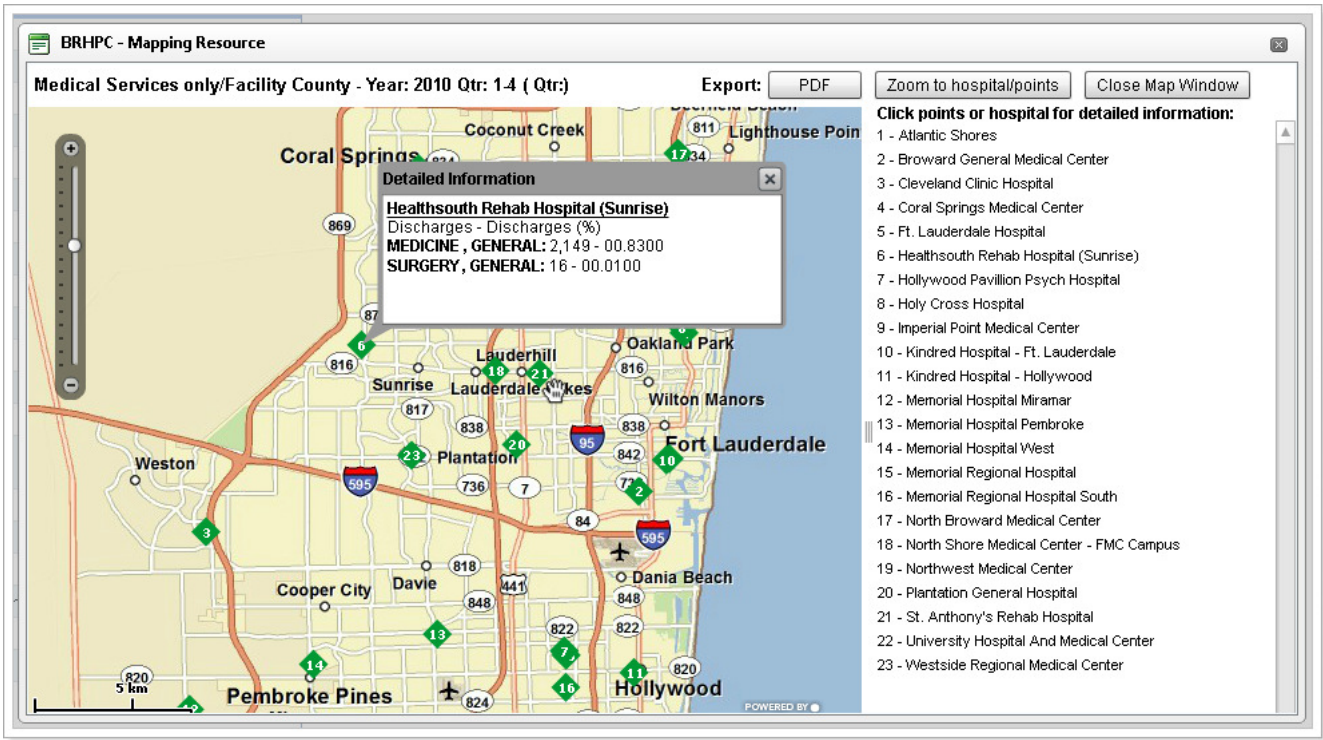 BRHPC - Mapping Resource
Medical Services only/Facility County - Year: 2010 Qtr: 1-4 ( Qtr:)
Export:
PDF
Zoom to hospital/points
Close Map Window
Click points or hospital for detailed information:
1 - Atlantic Shores
2 - Broward General Medical Center
3 - Cleveland Clinic Hospital
4 - Coral Springs Medical Center
5 - Ft. Lauderdale Hospital
6 - Healthsouth Rehab Hospital (Sunrise)
7 - Hollywood Pavillion Psych Hospital
8 - Holy Cross Hospital
9 - Imperial Point Medical Center
10 - Kindred Hospital - Ft. Lauderdale
11 - Kindred Hospital - Hollywood
12 - Memorial Hospital Miramar
13 - Memorial Hospital Pembroke
14 - Memorial Hospital West
15 - Memorial Regional Hospital
16 - Memorial Regional Hospital South
17 - North Broward Medical Center
18 - North Shore Medical Center - FMC Campus
19 - Northwest Medical Center
20 - Plantation General Hospital
21 - St. Anthony's Rehab Hospital
22 - University Hospital And Medical Center
23 - Westside Regional Medical Center
Coconut Creek
811
Lighthouse Poin
Coral Springs
17
Detailed Information
Healthsouth Rehab Hospital (Sunrise)
Discharges - Discharges (%)
MEDICINE , GENERAL: 2,149 - 00.8300
SURGERY , GENERAL: 16 - 00.0100
869
6
816
Oakland Park
Lauderhill
18
21
816
Sunrise
Lauderdale
Wilton Manors
817
838
838
95
20
Fort Lauderdale
23
Plantation
842
10
Weston
595
736
7
2
84
3
595
818
Dania Beach
Cooper City
Davie
441
848
848
13
822
822
7
14
11
820
820
5 km
16
Hollywood
Pembroke Pines
824
POWERED BY